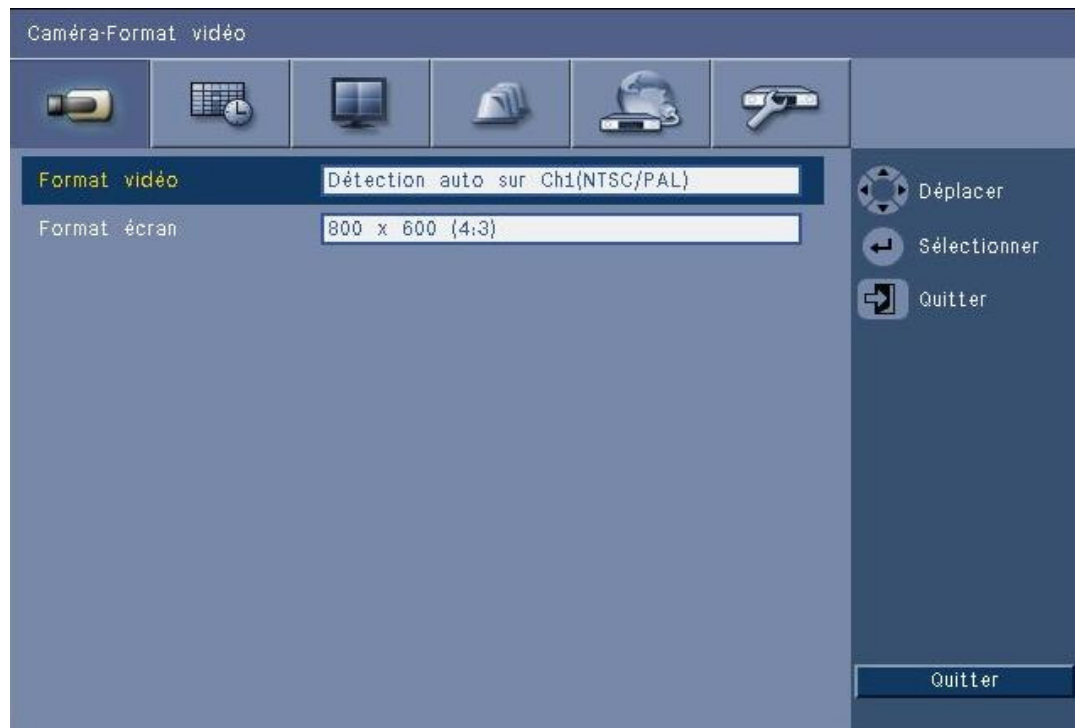 Caméra-Format vidéo
Format vidéo Détection auto sur Ch1(NTSC/PAL)
Format écran 800 x 600 (4:3)
Déplacer
Sélectionner
Quitter
Quitter